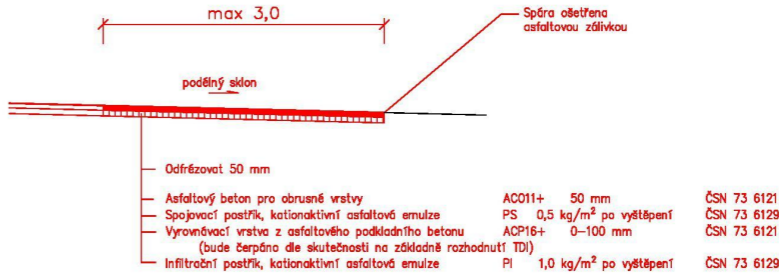 max 3,0
Spára ošetřena
asfaltovou zálivkou
podélný sklon
Odfrézovat 50 mm
Asfaltový beton pro obrusné vrstvy ACO11+ 50 mm ČSN 73 6121
Spojovací postřik, kationaktivní asfaltová emulze PS 0,5 kg/m² po vyštěpení ČSN 73 6129
Vyrovnávací vrstva z asfaltového podkladního betonu ACP16+ 0-100 mm ČSN 73 6121
(bude čerpáno dle skutečnosti na základně rozhodnutí TDI)
Infiltrační postřik, kationaktivní asfaltová emulze PI 1,0 kg/m² po vyštěpení ČSN 73 6129